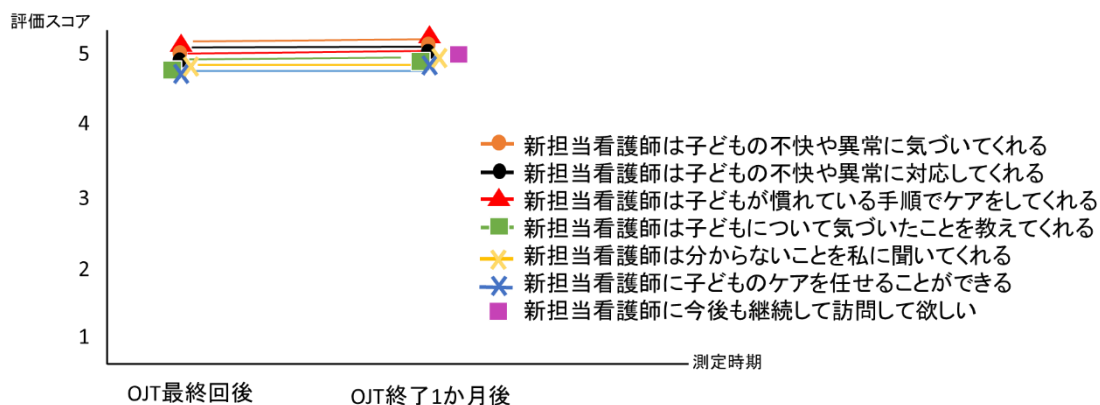 評価スコア
5
4
3
2
1
新担当看護師は子どもの不快や異常に気づいてくれる
新担当看護師は子どもの不快や異常に対応してくれる
新担当看護師は子どもが慣れている手順でケアをしてくれる
新担当看護師は子どもについて気づいたことを教えてくれる
新担当看護師は分からないことを私に聞いてくれる
新担当看護師に子どものケアを任せることができる
新担当看護師に今後も継続して訪問して欲しい
測定時期
OJT最終回後
OJT終了1か月後